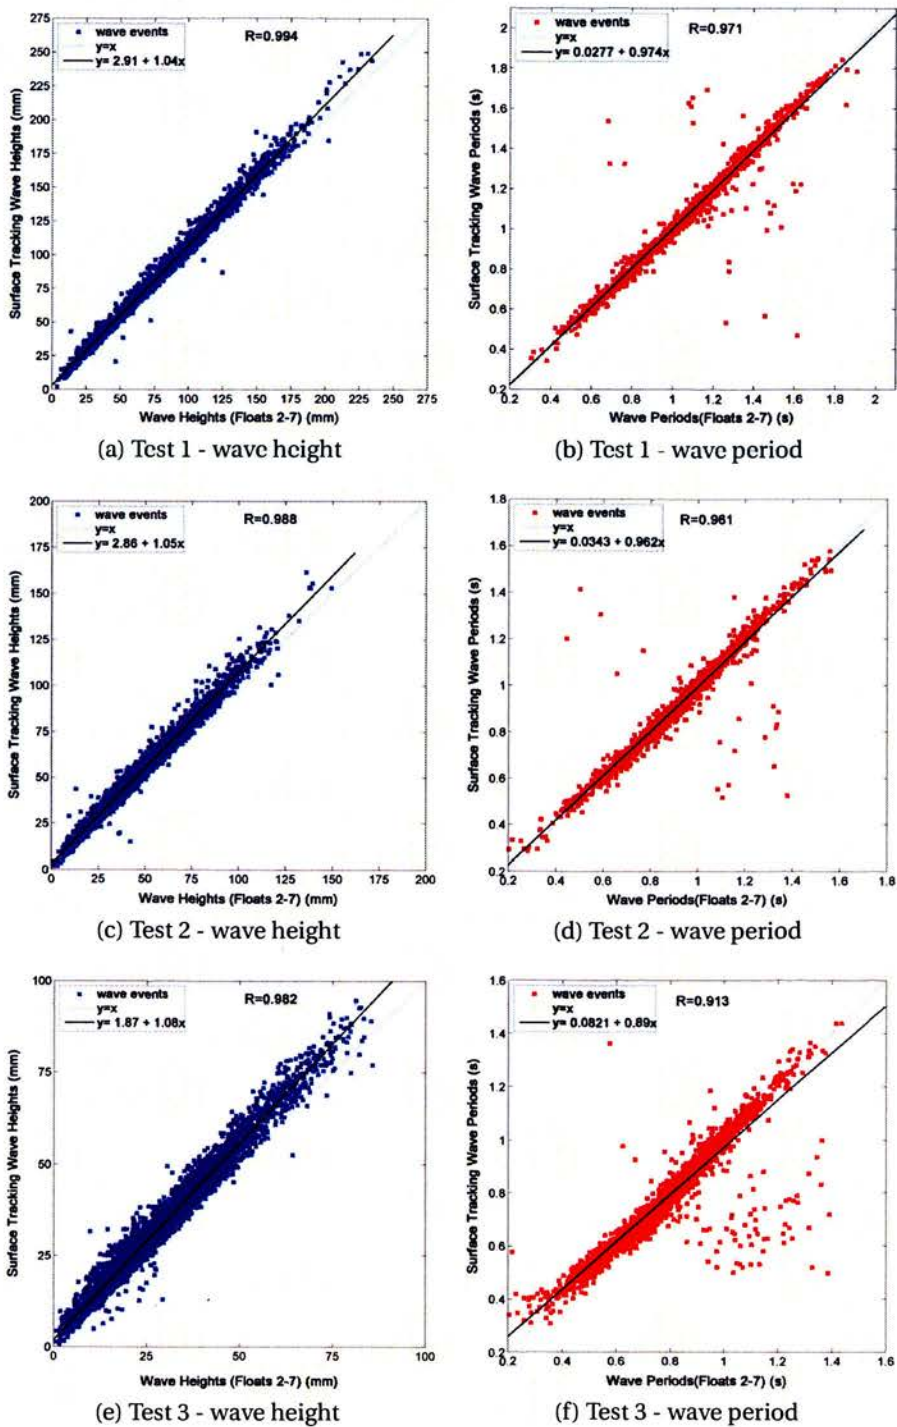 275
250
225
200
175
150
125
100
75
50
25
0
wave events
y=x
y= 2.91 + 1.04x
R=0.994
Surface Tracking Wave Heights (mm)
25 50 75 100 125 150 175 200 225 250 275
Wave Heights (Floats 2-7) (mm)
(a) Test 1 - wave height
2
1.8
1.6
1.4
1.2
1
0.8
0.6
0.4
0.2
wave events
y=x
y= 0.0277 + 0.974x
R=0.971
Surface Tracking Wave Periods (s)
0.2 0.4 0.6 0.8 1 1.2 1.4 1.6 1.8 2
Wave Periods(Floats 2-7) (s)
(b) Test 1 - wave period
200
175
150
125
100
75
50
25
0
wave events
y=x
y= 2.86 + 1.05x
R=0.988
Surface Tracking Wave Heights (mm)
0 25 50 75 100 125 150 175 200
Wave Heights (Floats 2-7) (mm)
(c) Test 2 - wave height
1.8
1.6
1.4
1.2
1
0.8
0.6
0.4
0.2
wave events
y=x
y= 0.0343 + 0.962x
R=0.961
Surface Tracking Wave Periods (s)
0.2 0.4 0.6 0.8 1 1.2 1.4 1.6 1.8
Wave Periods(Floats 2-7) (s)
(d) Test 2 - wave period
100
75
50
25
0
wave events
y=x
y= 1.87 + 1.08x
R=0.982
Surface Tracking Wave Heights (mm)
0 25 50 75 100
Wave Heights (Floats 2-7) (mm)
(e) Test 3 - wave height
1.6
1.4
1.2
1
0.8
0.6
0.4
0.2
wave events
y=x
y= 0.0821 + 0.89x
R=0.913
Surface Tracking Wave Periods (s)
0.2 0.4 0.6 0.8 1 1.2 1.4 1.6
Wave Periods(Floats 2-7) (s)
(f) Test 3 - wave period